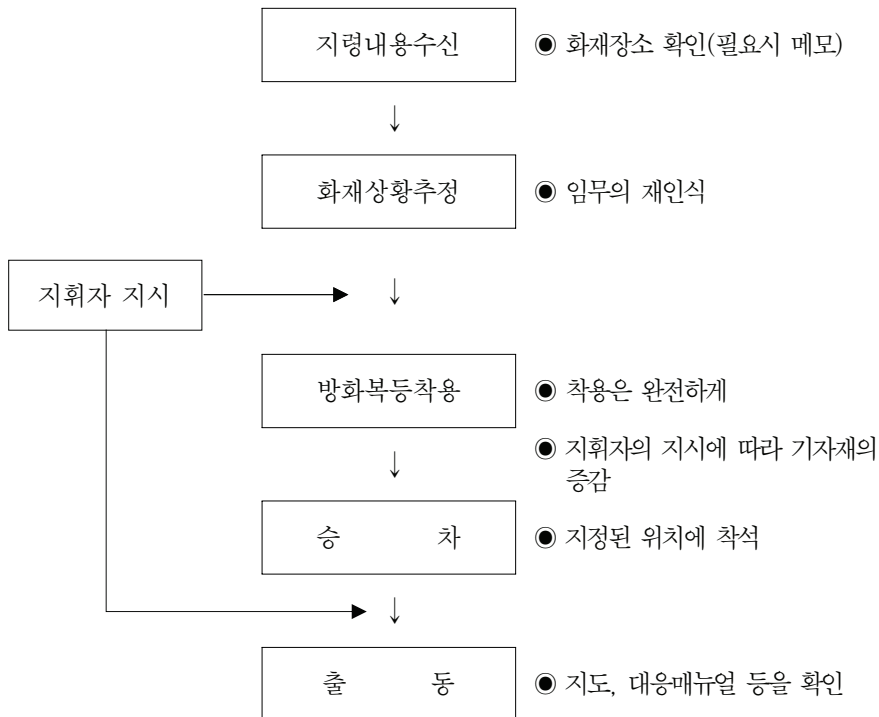 지령내용수신 ◉ 화재장소 확인(필요시 메모)
↓
화재상황추정 ◉ 임무의 재인식
지휘자 지시 ↓
방화복등착용 ◉ 착용은 완전하게
↓ ◉ 지휘자의 지시에 따라 기자재의
증감
승 차 ◉ 지정된 위치에 착석
↓
출 동 ◉ 지도, 대응매뉴얼 등을 확인